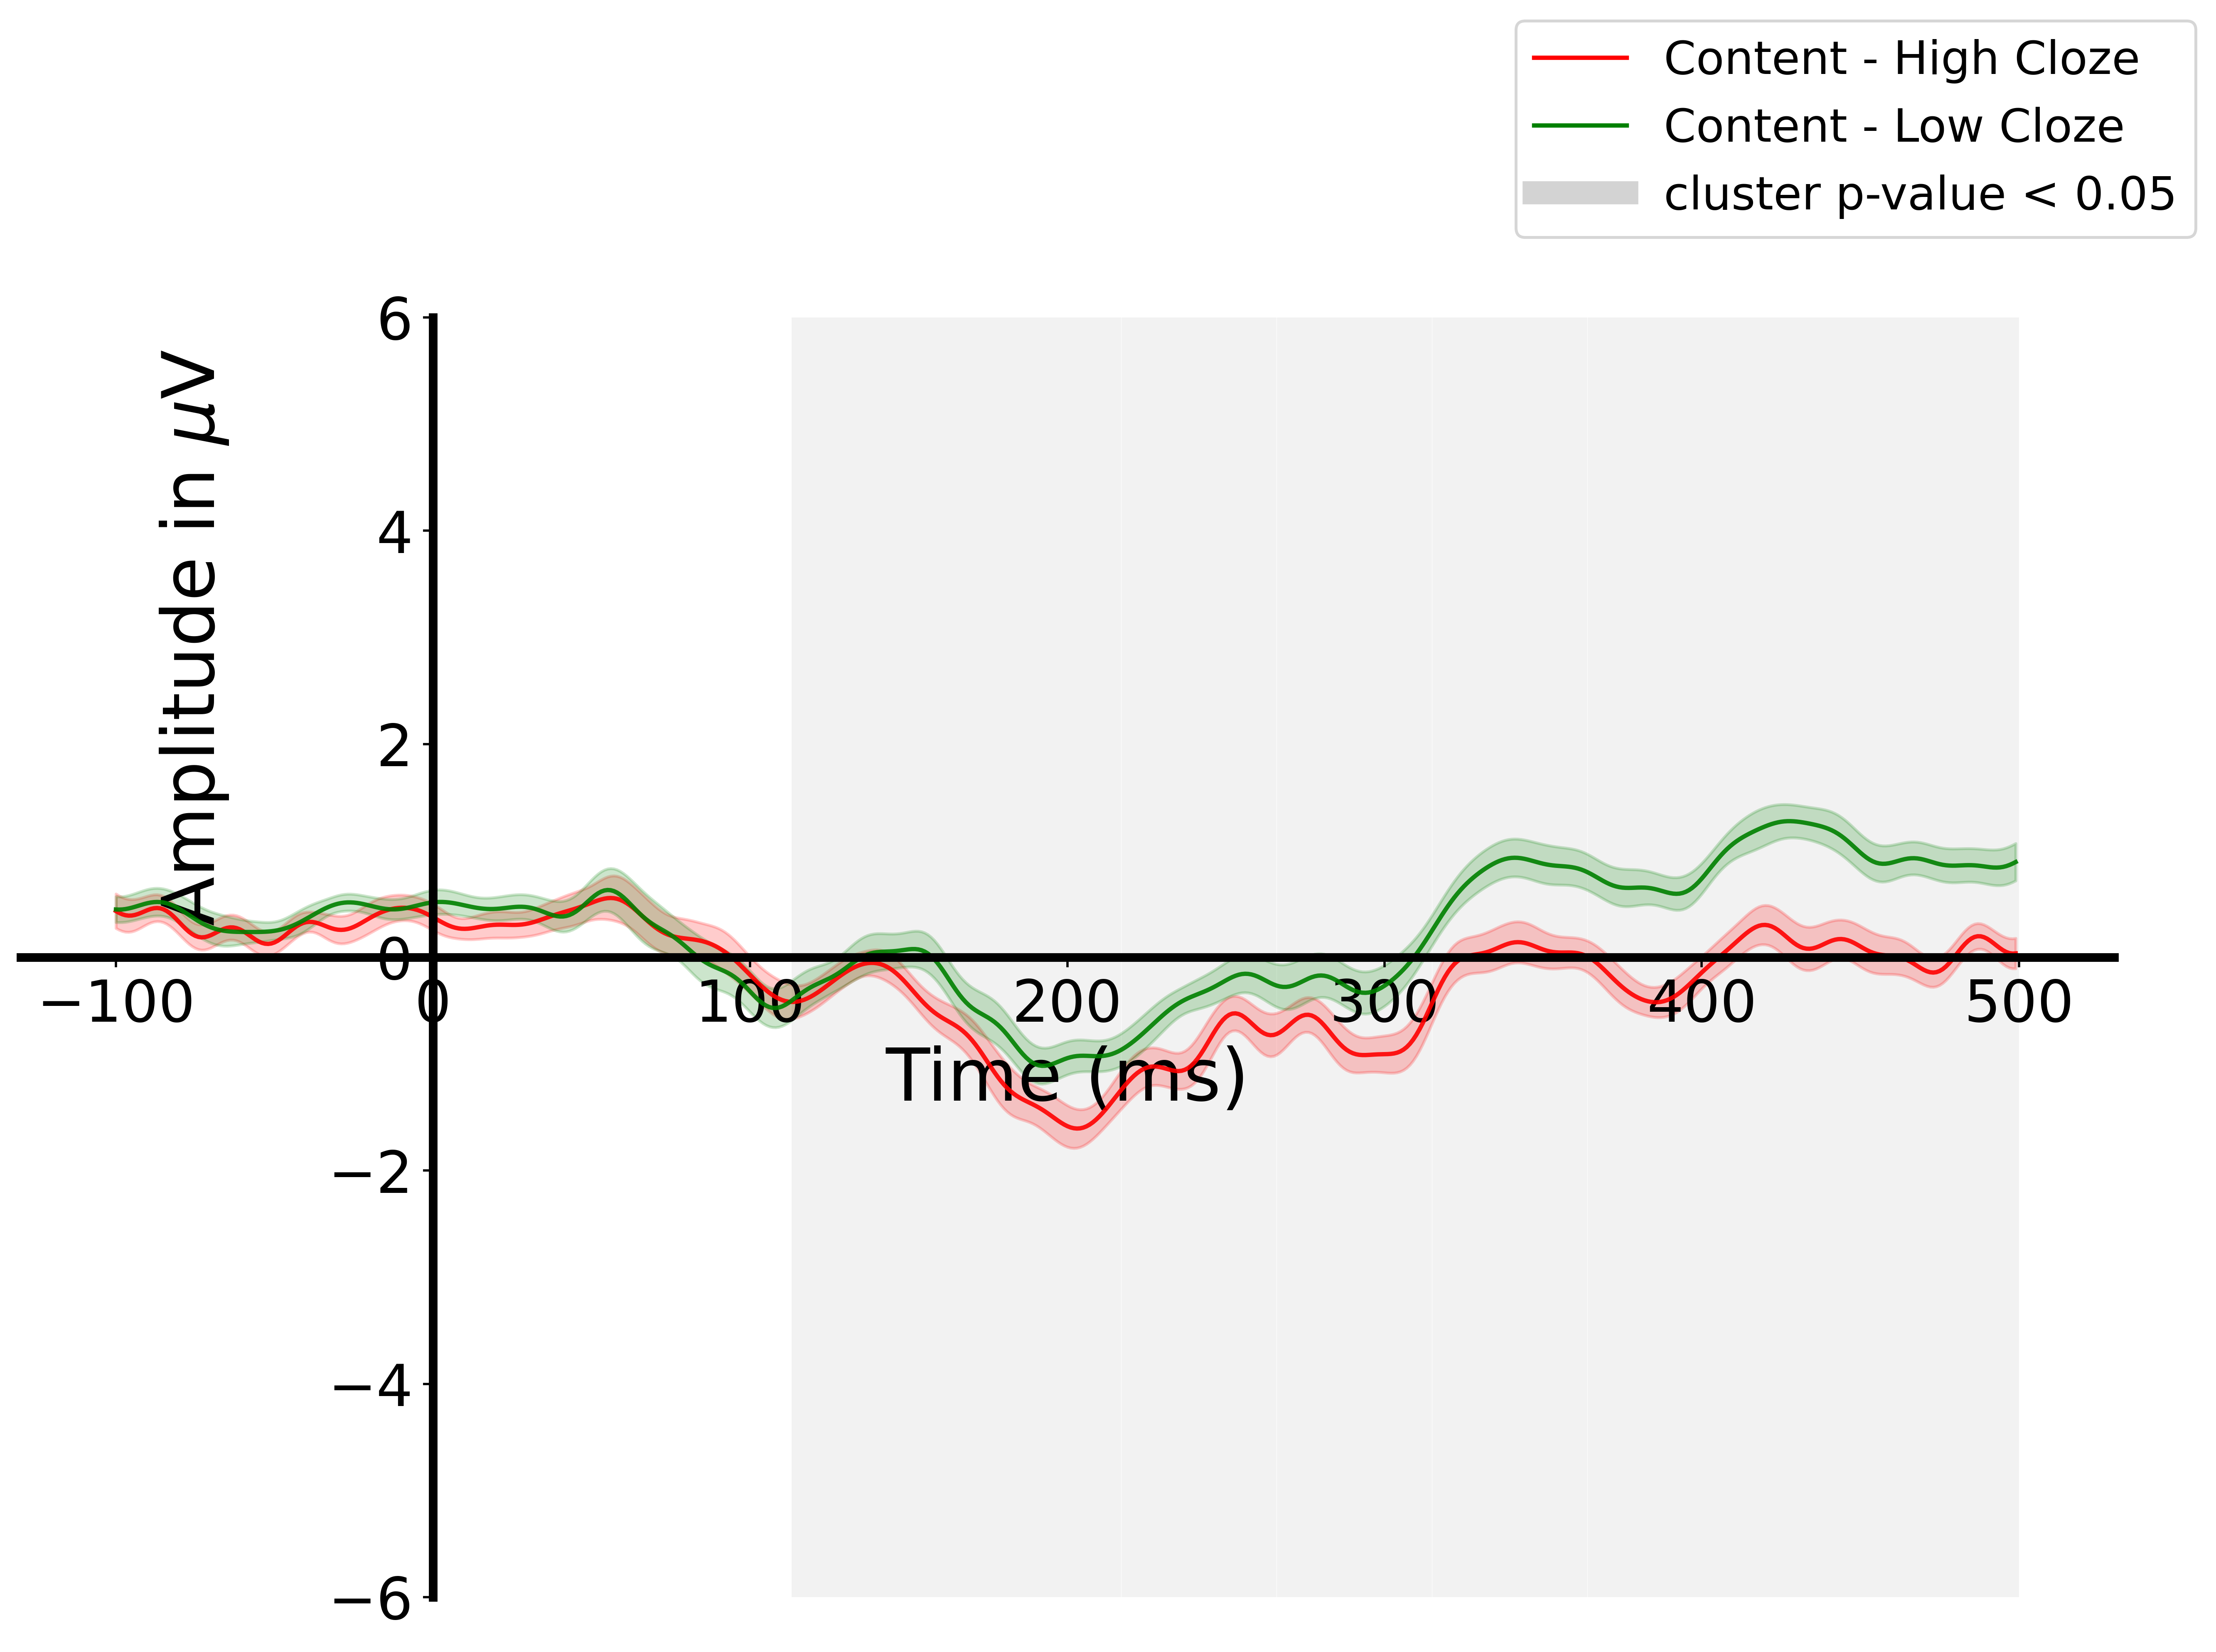 Content - High Cloze
Content - Low Cloze
cluster p-value < 0.05
Amplitude in µV
6
4
2
0
−2
−4
−6
−100 0 100 200 300 400 500
Time (ms)